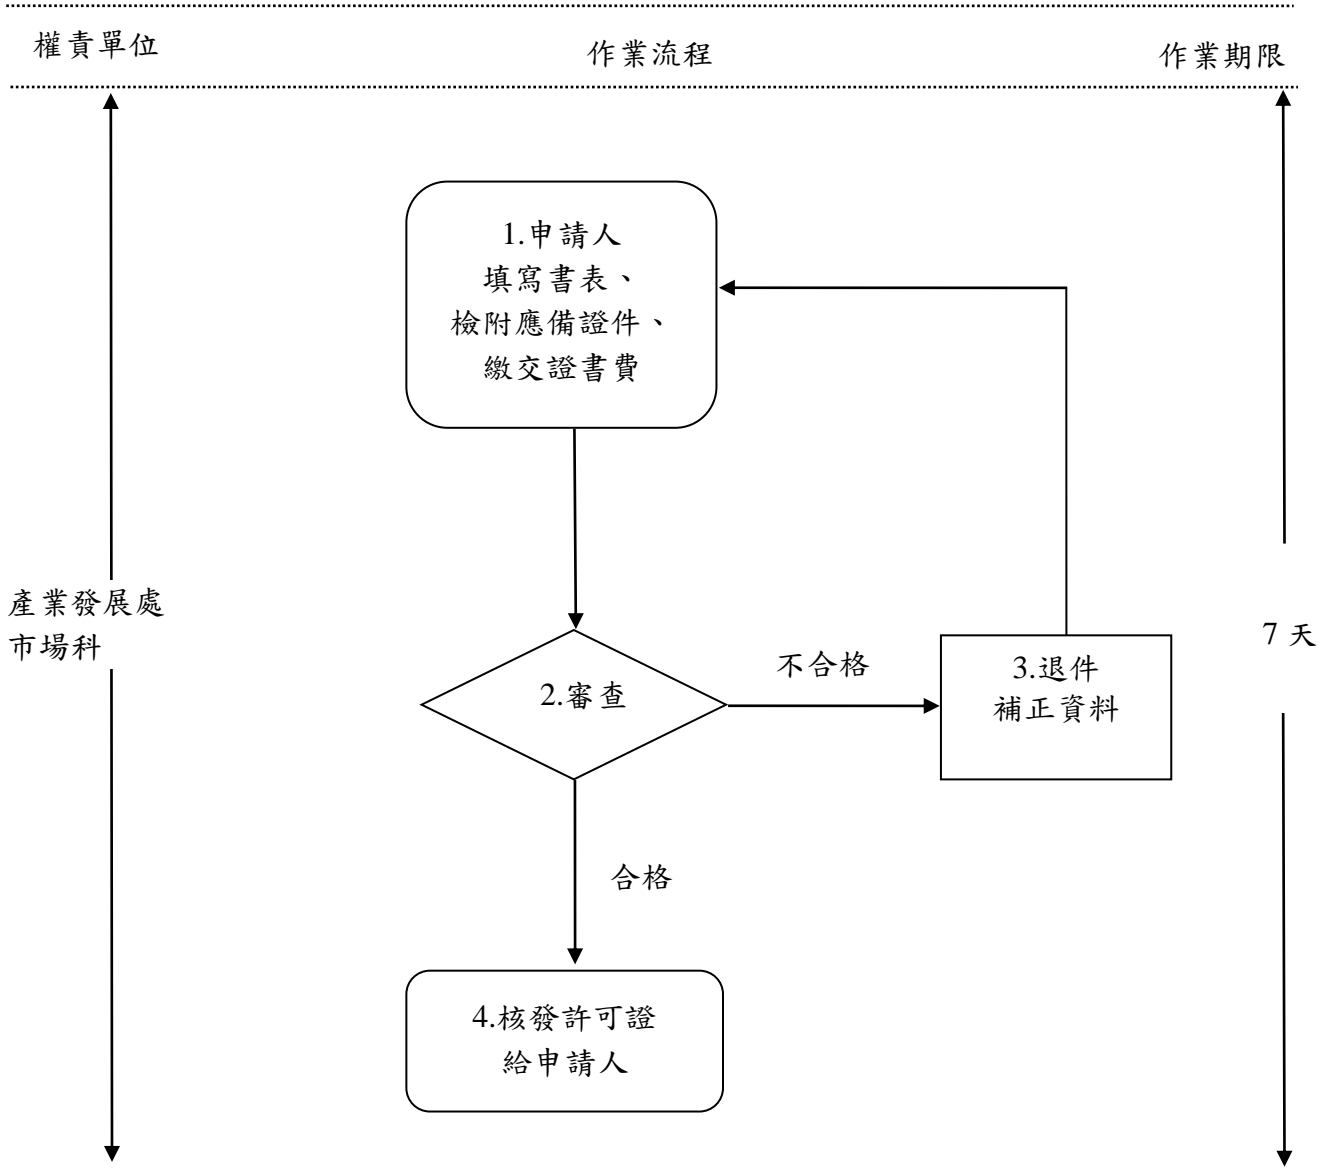 權責單位
作業流程
作業期限
1.申請人
填寫書表、
檢附應備證件、
繳交證書費
產業發展處
市場科
7 天
2.審查
不合格
3.退件
補正資料
合格
4.核發許可證
給申請人